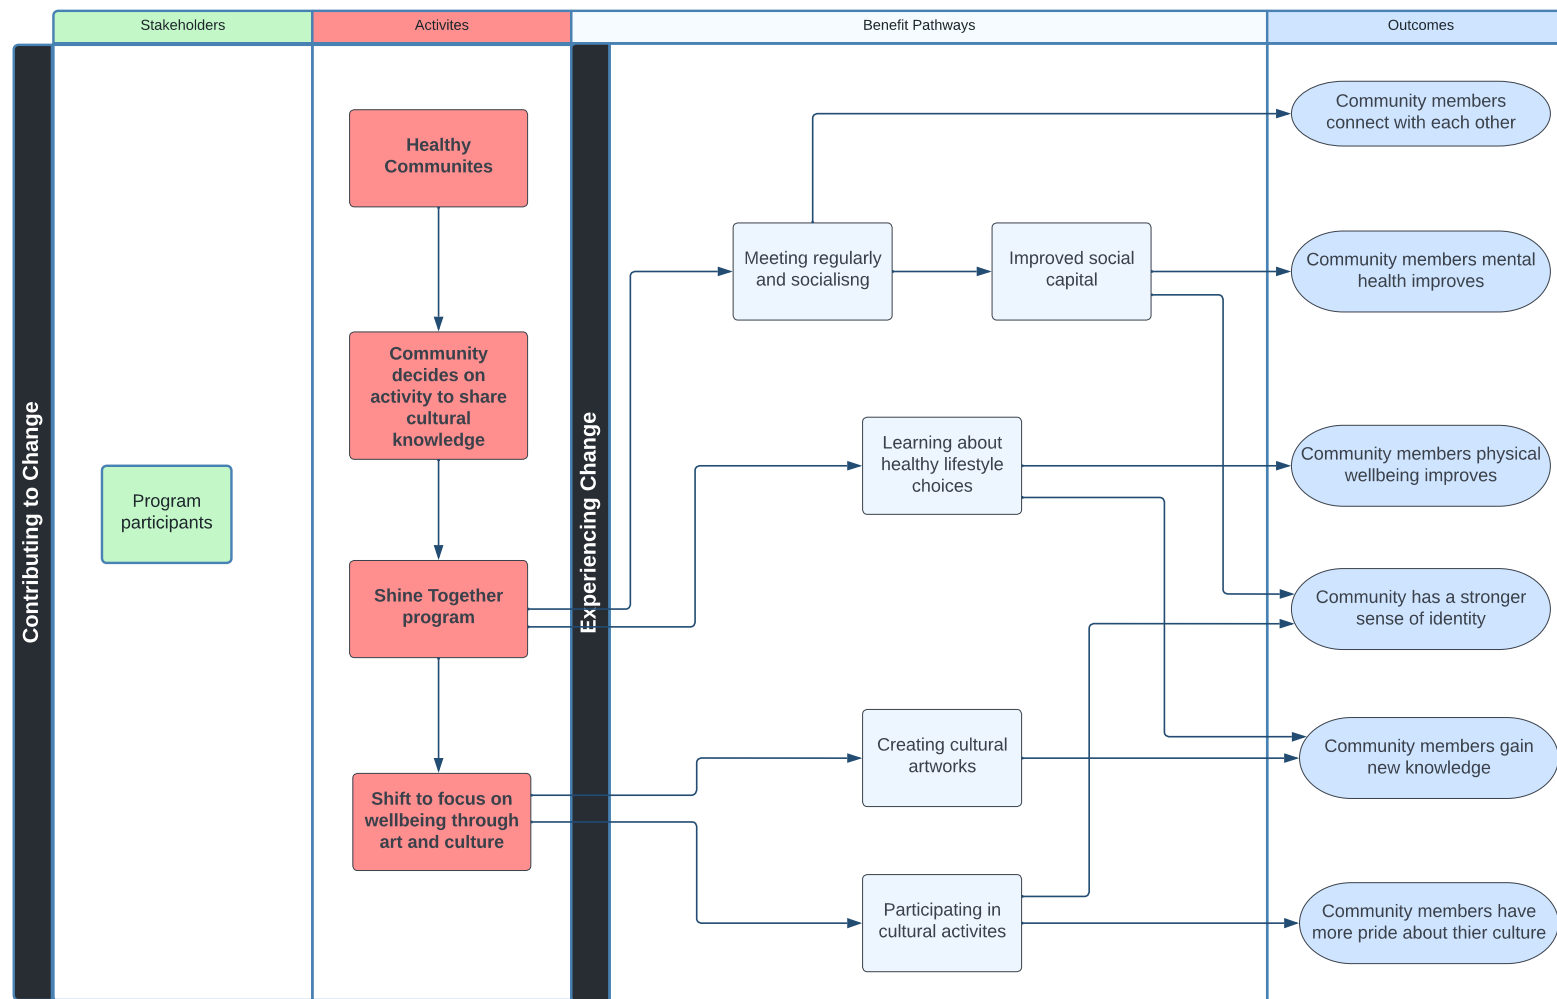 Stakeholders
Activites
Benefit Pathways
Outcomes
Contributing to Change
Program
participants
Healthy
Communites
Community
decides on
activity to share
cultural
knowledge
Shine Together
program
Shift to focus on
wellbeing through
art and culture
Experiencing Change
Meeting regularly
and socialisng
Improved social
capital
Learning about
healthy lifestyle
choices
Creating cultural
artworks
Participating in
cultural activites
Community members
connect with each other
Community members mental
health improves
Community members physical
wellbeing improves
Community has a stronger
sense of identity
Community members gain
new knowledge
Community members have
more pride about thier culture